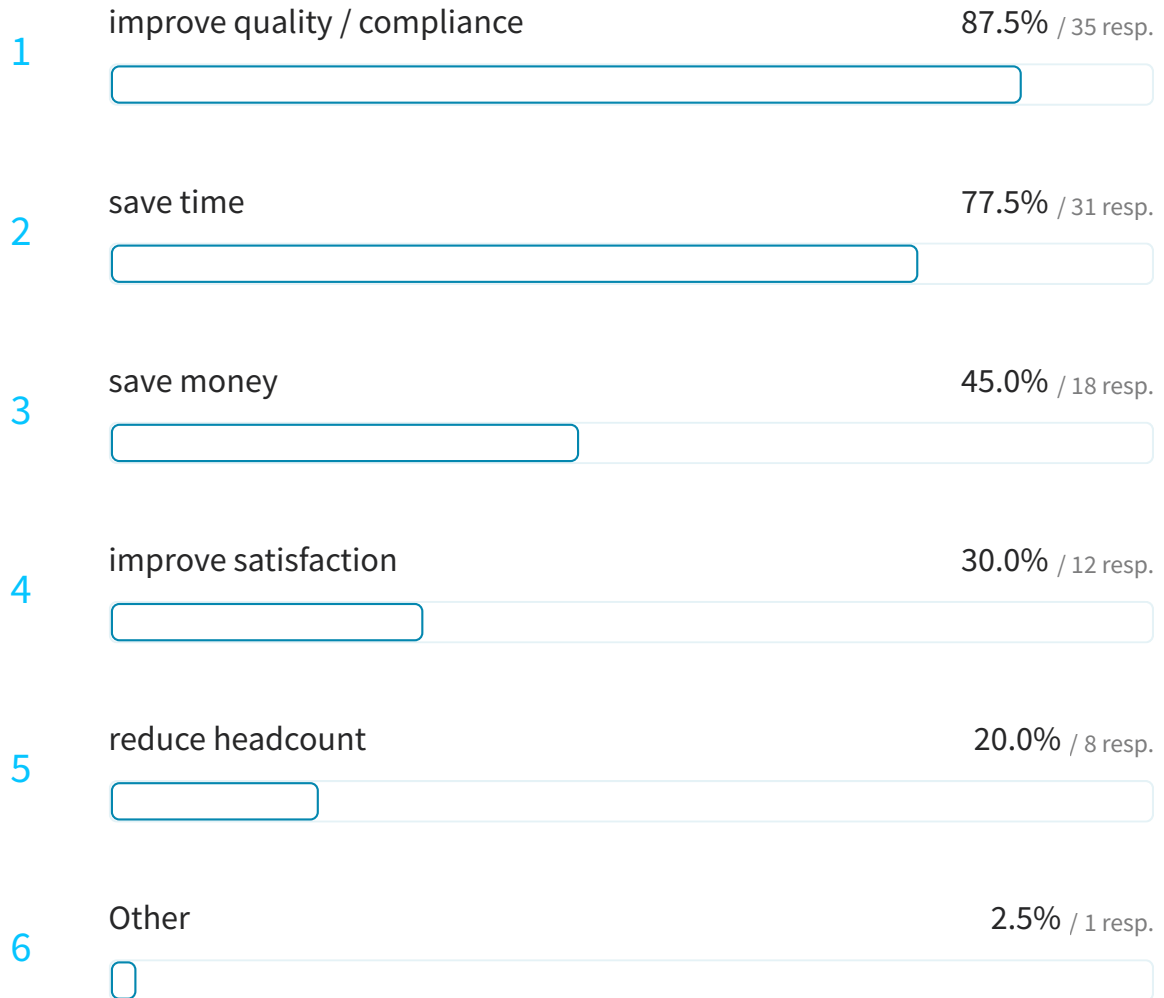 1
improve quality / compliance 87.5% / 35 resp.
2
save time 77.5% / 31 resp.
3
save money 45.0% / 18 resp.
4
improve satisfaction 30.0% / 12 resp.
5
reduce headcount 20.0% / 8 resp.
6
Other 2.5% / 1 resp.